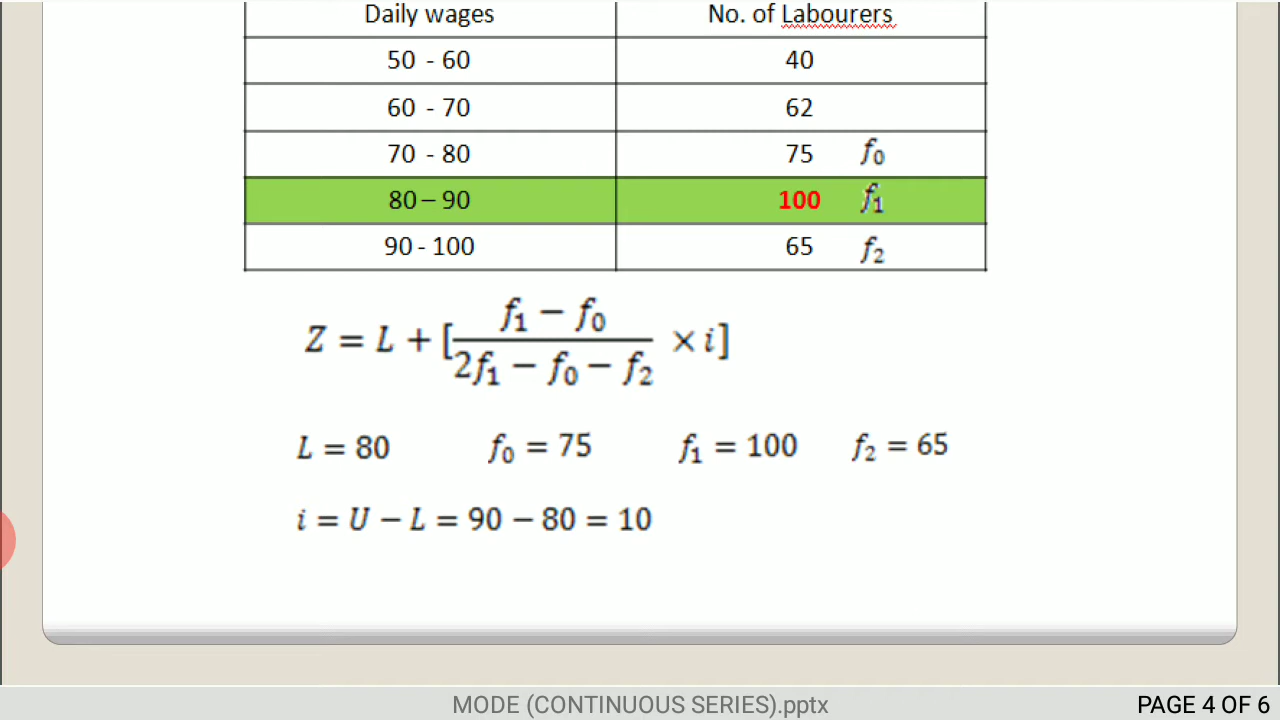 Daily wages No. of Labourers
50 - 60 40
60 - 70 62
70 - 80 75 f₀
80 – 90 100 f₁
90 - 100 65 f₂
Z = L + [ (f₁ − f₀) / (2f₁ − f₀ − f₂) × i]
L = 80 f₀ = 75 f₁ = 100 f₂ = 65
i = U − L = 90 − 80 = 10
MODE (CONTINUOUS SERIES).pptx PAGE 4 OF 6